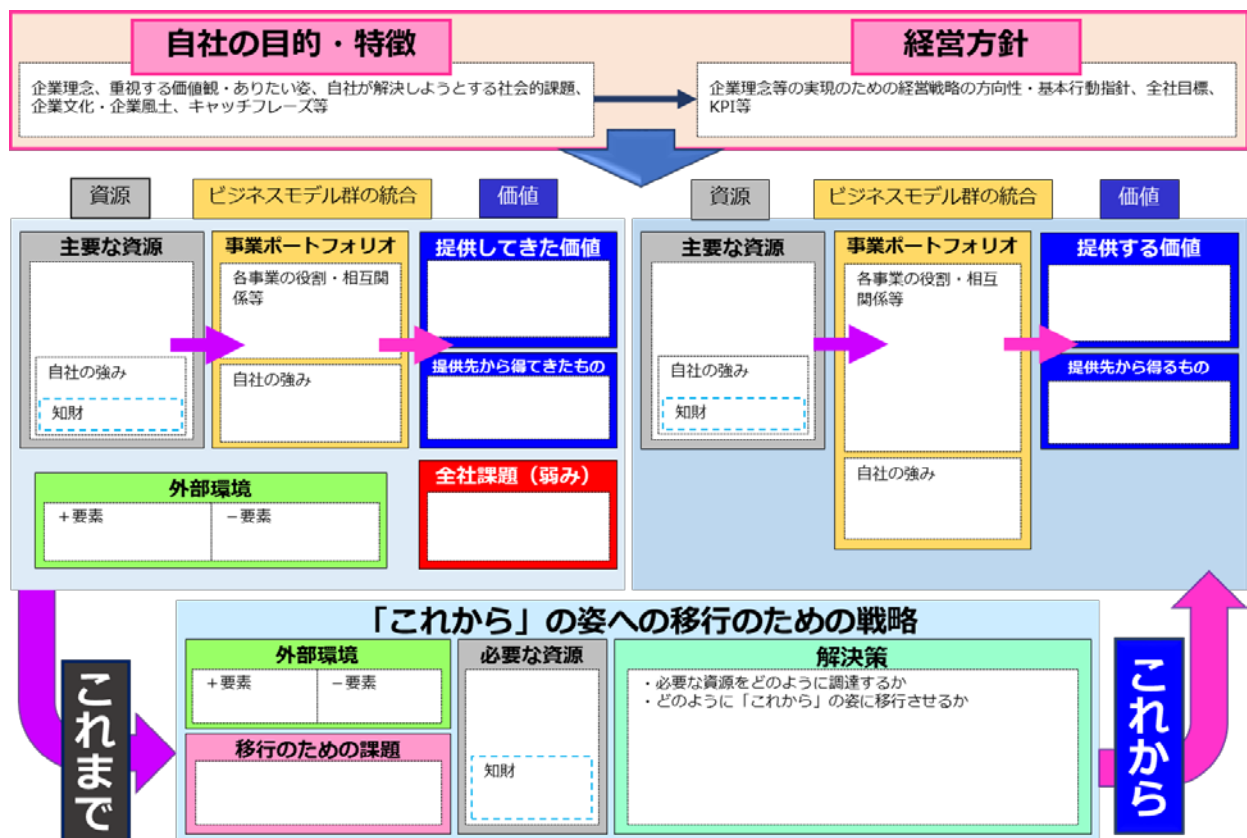 自社の目的・特徴
企業理念、重視する価値観・ありたい姿、自社が解決しようとする社会的課題、
企業文化・企業風土、キャッチフレーズ等
経営方針
企業理念等の実現のための経営戦略の方向性・基本行動指針、全社目標、
KPI等
資源
ビジネスモデル群の統合
価値
主要な資源
自社の強み
知財
事業ポートフォリオ
各事業の役割・相互関
係等
自社の強み
提供してきた価値
提供先から得てきたもの
外部環境
+要素
-要素
全社課題（弱み）
資源
ビジネスモデル群の統合
価値
主要な資源
自社の強み
知財
事業ポートフォリオ
各事業の役割・相互
関係等
自社の強み
提供する価値
提供先から得るもの
これまで
「これから」の姿への移行のための戦略
外部環境
+要素
-要素
移行のための課題
必要な資源
知財
解決策
・必要な資源をどのように調達するか
・どのように「これから」の姿に移行させるか
これから